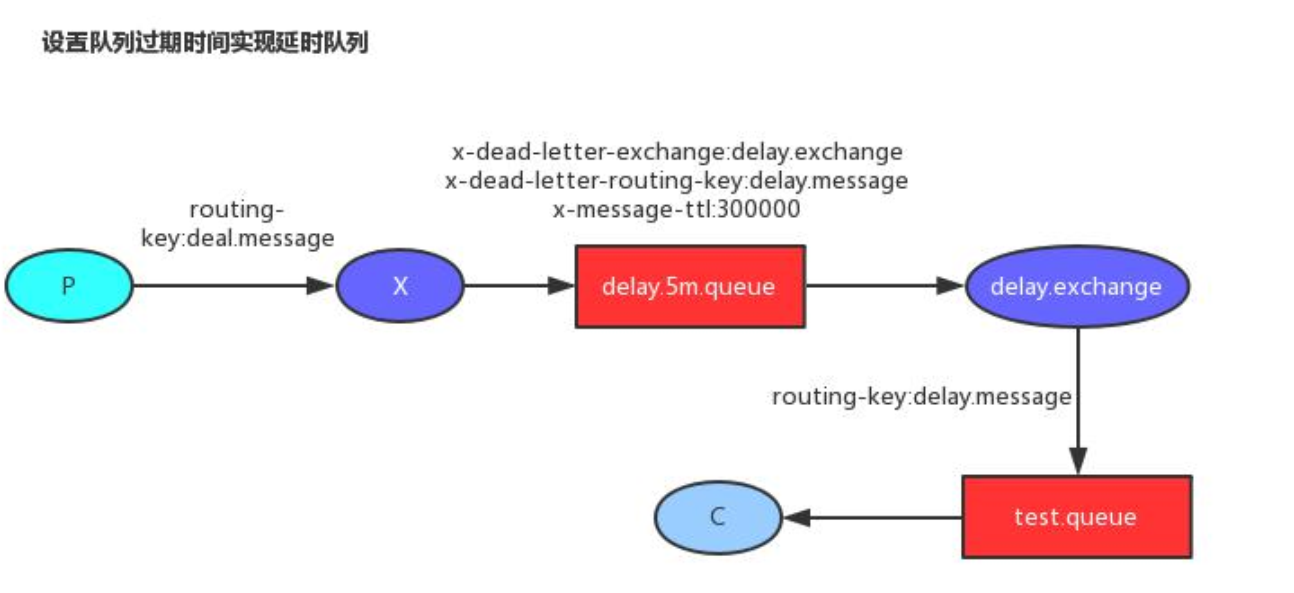 设置队列过期时间实现延时队列
x-dead-letter-exchange:delay.exchange
x-dead-letter-routing-key:delay.message
x-message-ttl:300000
routing-
key:deal.message
P
X
delay.5m.queue
delay.exchange
routing-key:delay.message
C
test.queue